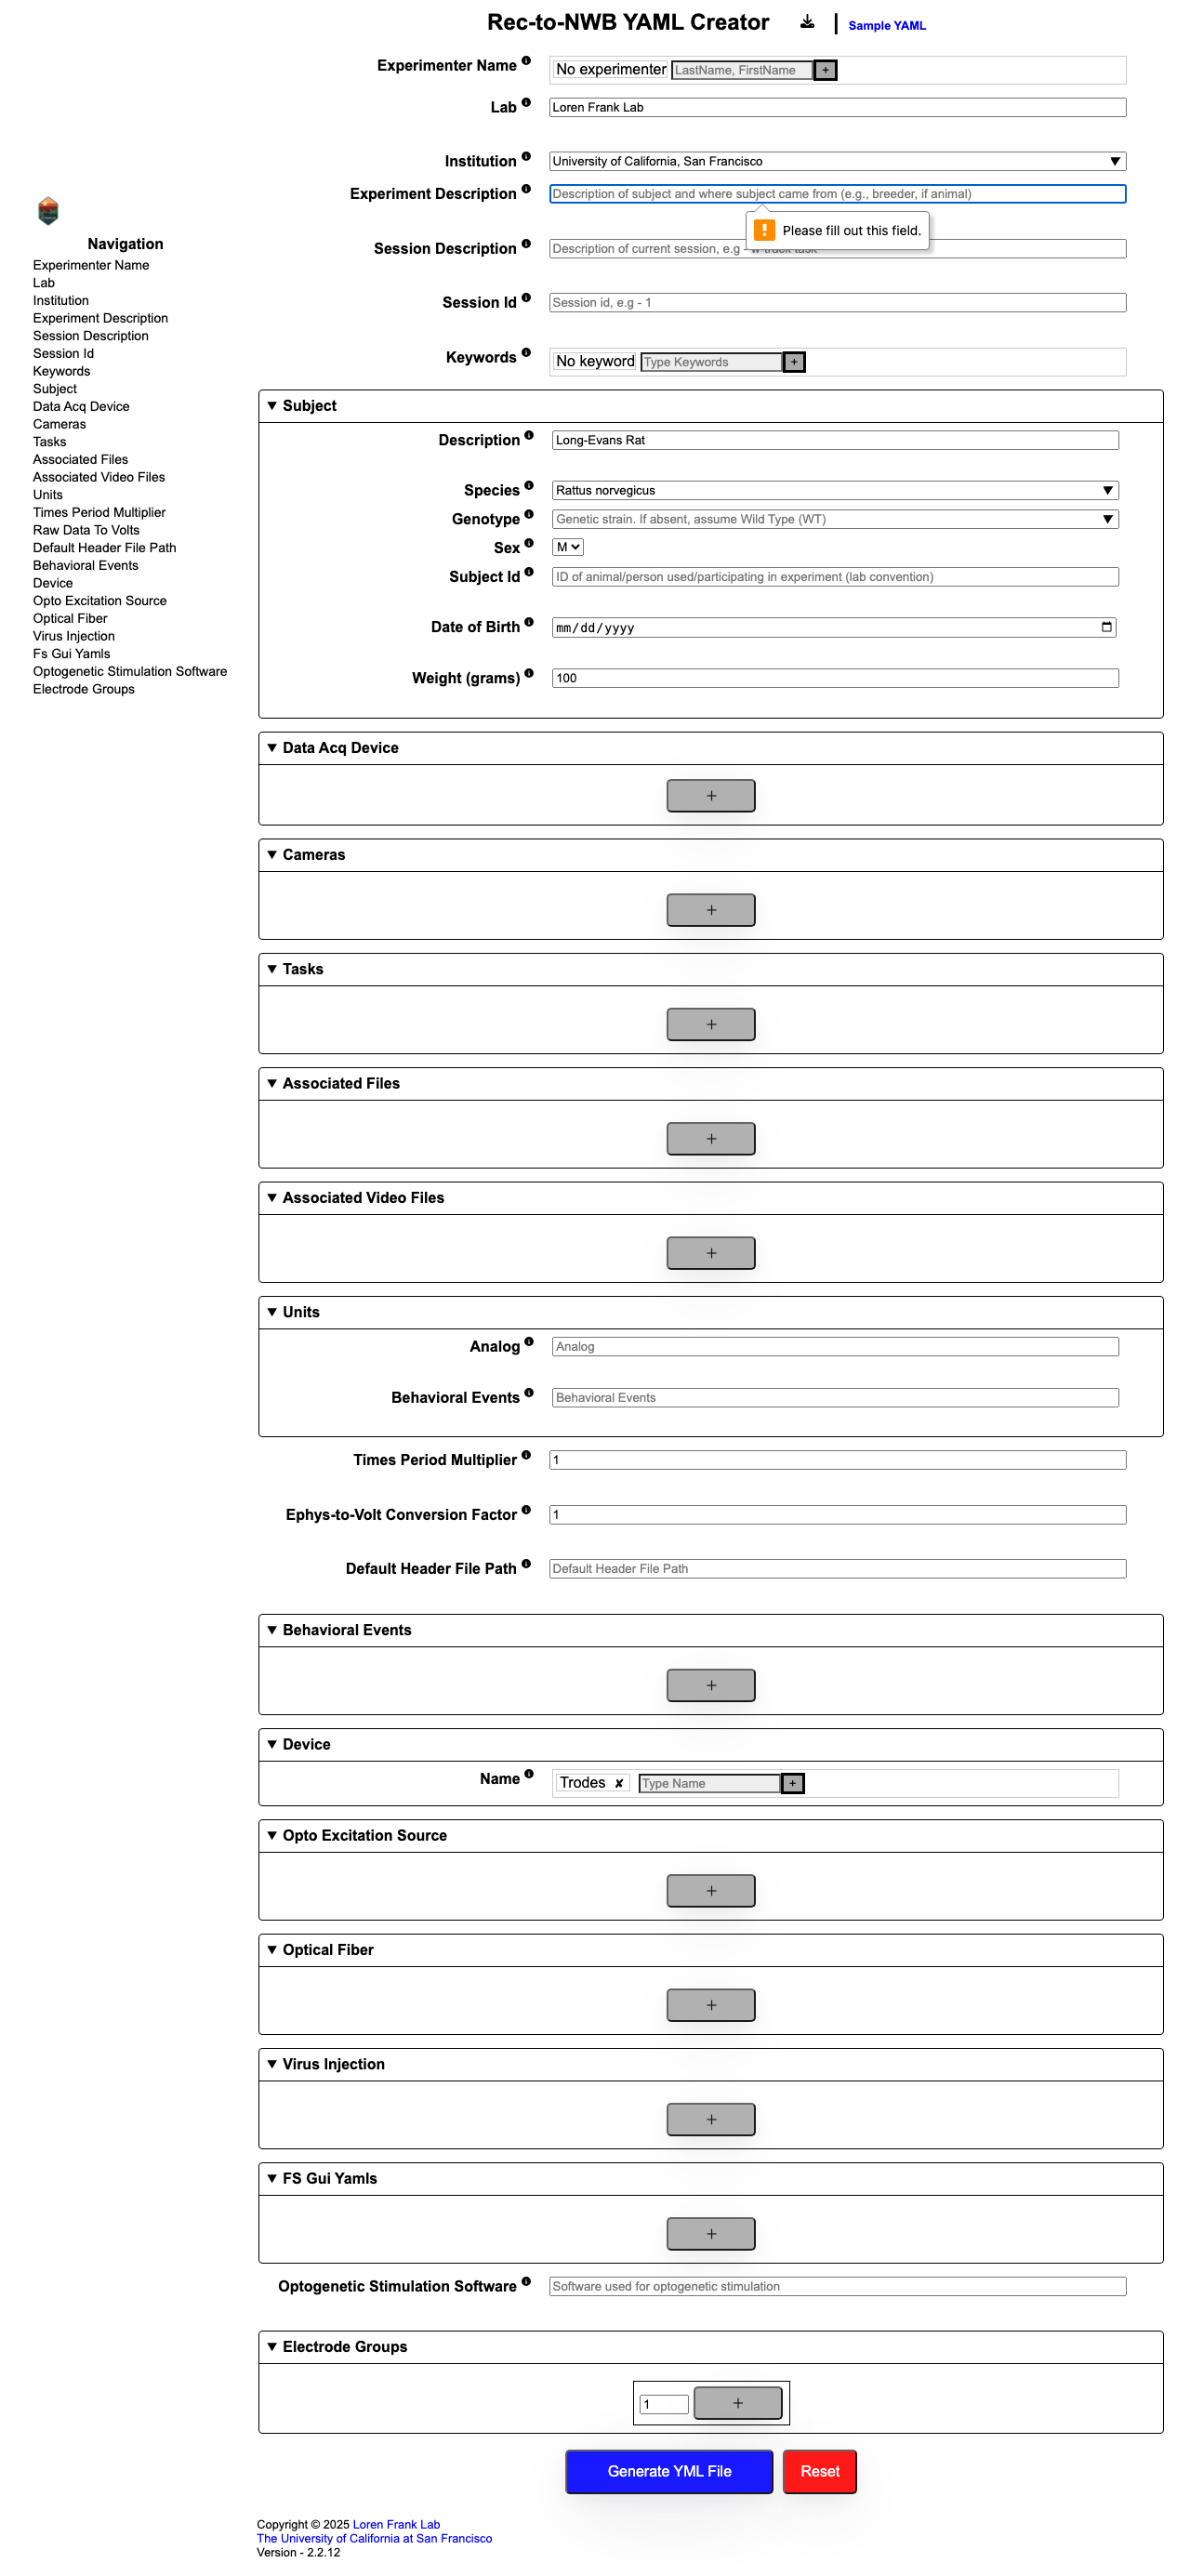 Rec-to-NWB YAML Creator | Sample YAML
Experimenter Name
No experimenter LastName, FirstName +
Lab
Loren Frank Lab
Institution
University of California, San Francisco
Experiment Description
Description of subject and where subject came from (e.g., breeder, if animal)
Please fill out this field.
Session Description
Description of current session, e.g - w-track task
Session Id
Session id, e.g - 1
Keywords
No keyword Type Keywords +
Navigation
Experimenter Name
Lab
Institution
Experiment Description
Session Description
Session Id
Keywords
Subject
Data Acq Device
Cameras
Tasks
Associated Files
Associated Video Files
Units
Times Period Multiplier
Raw Data To Volts
Default Header File Path
Behavioral Events
Device
Opto Excitation Source
Optical Fiber
Virus Injection
Fs Gui Yamls
Optogenetic Stimulation Software
Electrode Groups
Subject
Description
Long-Evans Rat
Species
Rattus norvegicus
Genotype
Genetic strain. If absent, assume Wild Type (WT)
Sex
M
Subject Id
ID of animal/person used/participating in experiment (lab convention)
Date of Birth
mm/dd/yyyy
Weight (grams)
100
Data Acq Device
+
Cameras
+
Tasks
+
Associated Files
+
Associated Video Files
+
Units
Analog
Analog
Behavioral Events
Behavioral Events
Times Period Multiplier
1
Ephys-to-Volt Conversion Factor
1
Default Header File Path
Default Header File Path
Behavioral Events
+
Device
Name
Trodes ✘ Type Name +
Opto Excitation Source
+
Optical Fiber
+
Virus Injection
+
FS Gui Yamls
+
Optogenetic Stimulation Software
Software used for optogenetic stimulation
Electrode Groups
1 +
Generate YML File Reset
Copyright © 2025 Loren Frank Lab
The University of California at San Francisco
Version - 2.2.12